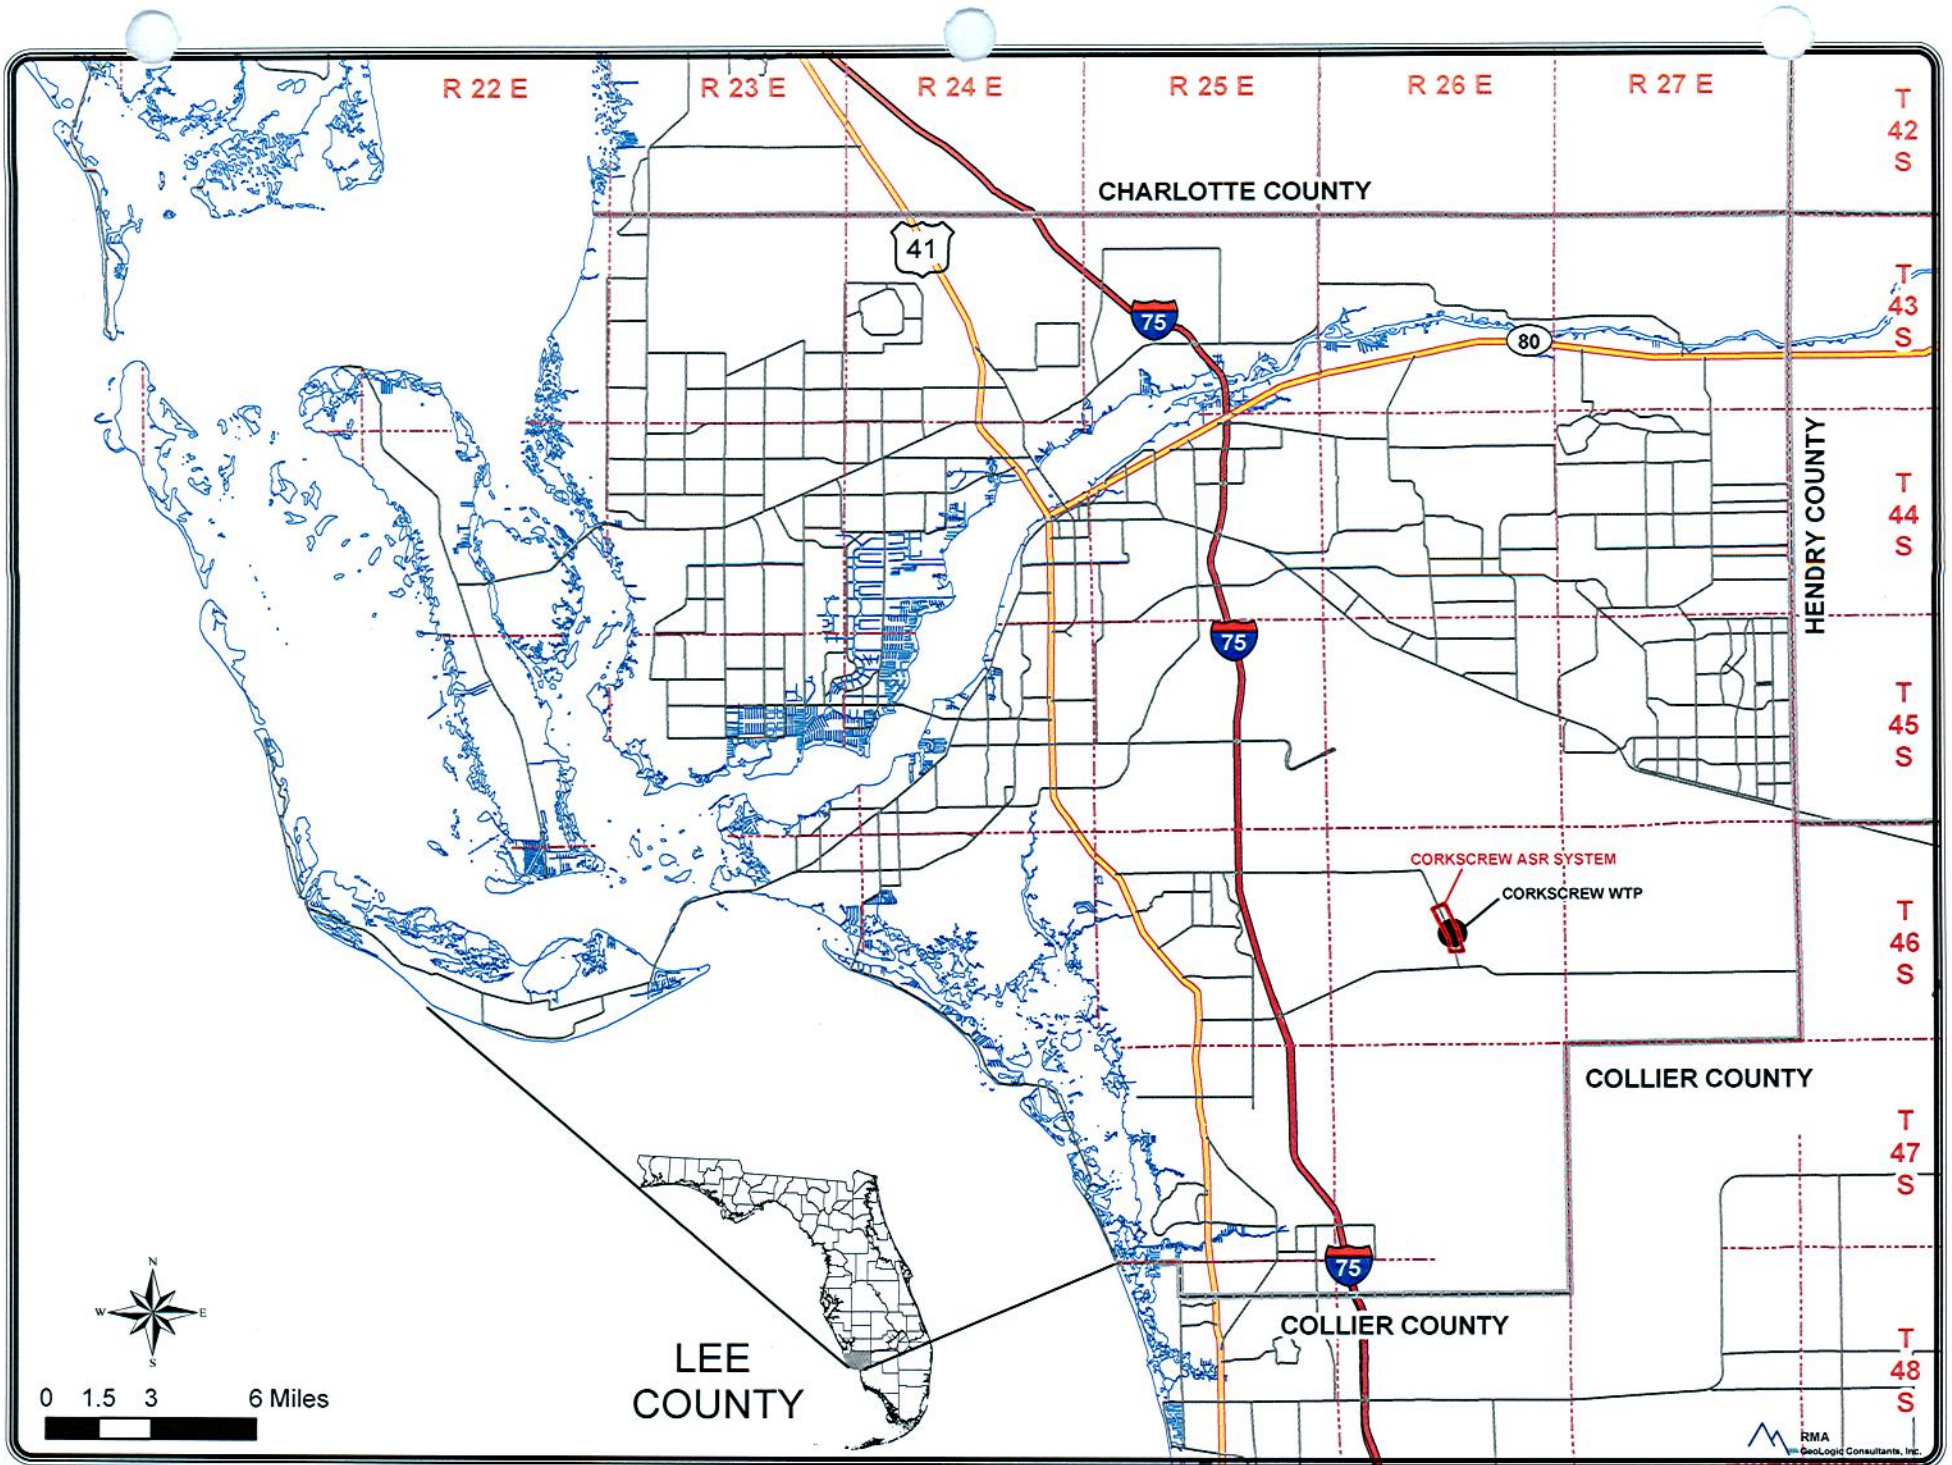 R 22 E
R 23 E
R 24 E
R 25 E
R 26 E
R 27 E
T
42
S
CHARLOTTE COUNTY
41
T
43
S
75
80
HENDRY COUNTY
T
44
S
75
T
45
S
CORKSCREW ASR SYSTEM
CORKSCREW WTP
T
46
S
COLLIER COUNTY
T
47
S
75
COLLIER COUNTY
N
W
E
S
LEE
COUNTY
T
48
S
0 1.5 3 6 Miles
RMA
GeoLogic Consultants, Inc.